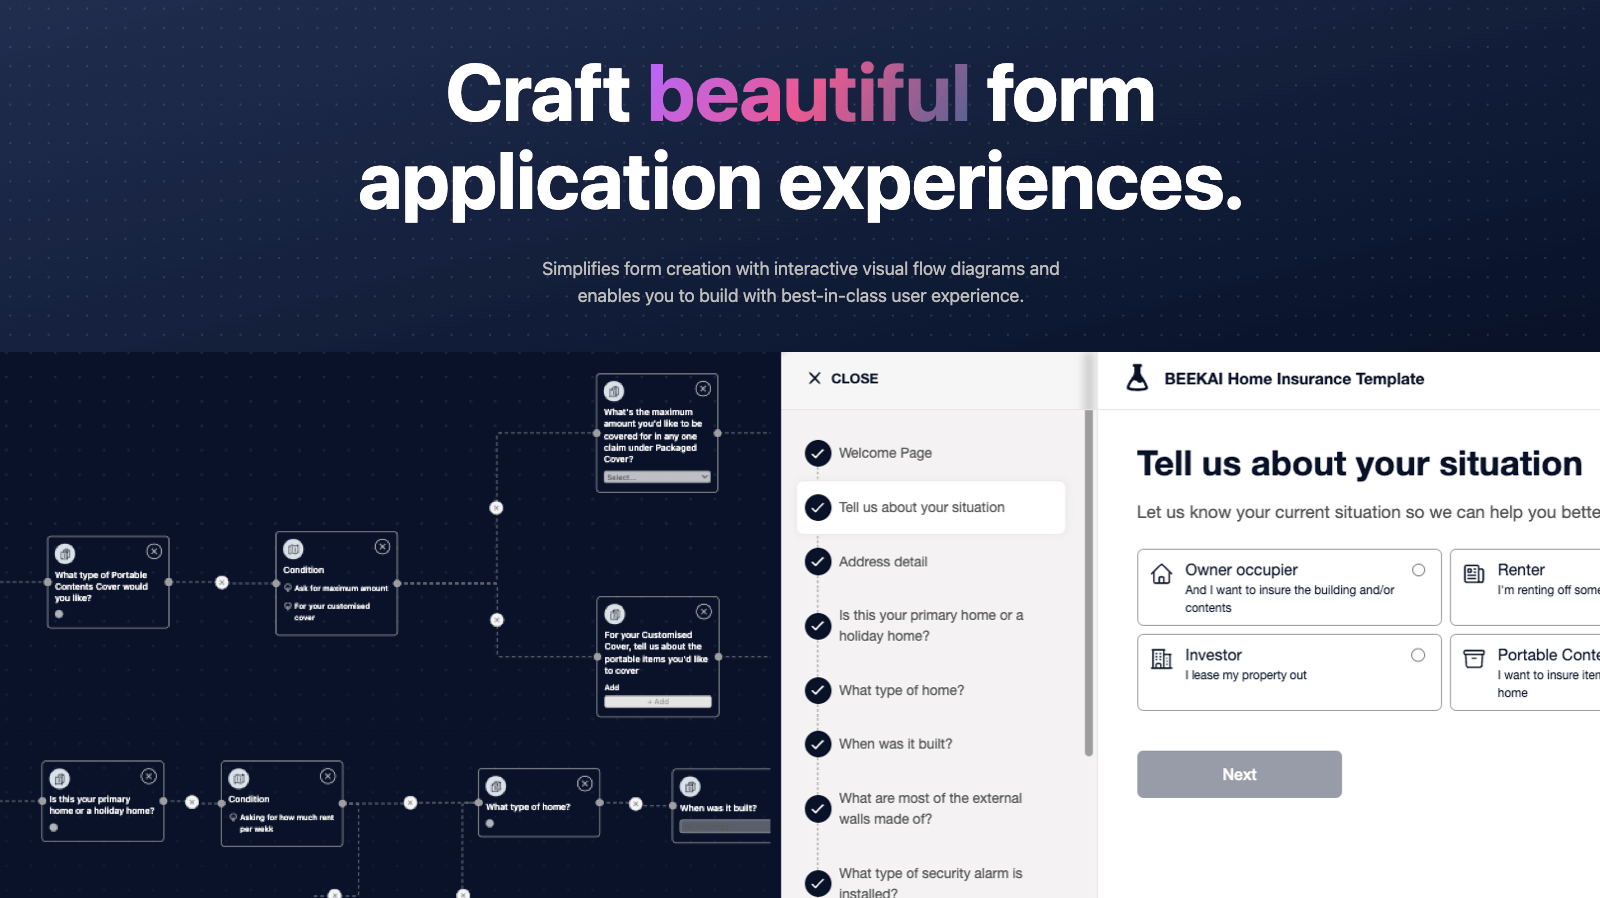 Craft beautiful form
application experiences.
Simplifies form creation with interactive visual flow diagrams and
enables you to build with best-in-class user experience.
What's the maximum
amount you'd like to be
covered for in any one
claim under Packaged
Cover?
Select...
What type of Portable
Contents Cover would
you like?
Condition
Ask for maximum amount
For your customised
cover
For your Customised
Cover, tell us about the
portable items you'd like
to cover
Add
+ Add
Is this your primary
home or a holiday home?
Condition
Asking for how much rent
per wekk
What type of home?
When was it built?
CLOSE
Welcome Page
Tell us about your situation
Address detail
Is this your primary home or a
holiday home?
What type of home?
When was it built?
What are most of the external
walls made of?
What type of security alarm is
installed?
BEEKAI Home Insurance Template
Tell us about your situation
Let us know your current situation so we can help you bette
Owner occupier
And I want to insure the building and/or
contents
Renter
I'm renting off some
Investor
I lease my property out
Portable Conte
I want to insure iten
home
Next